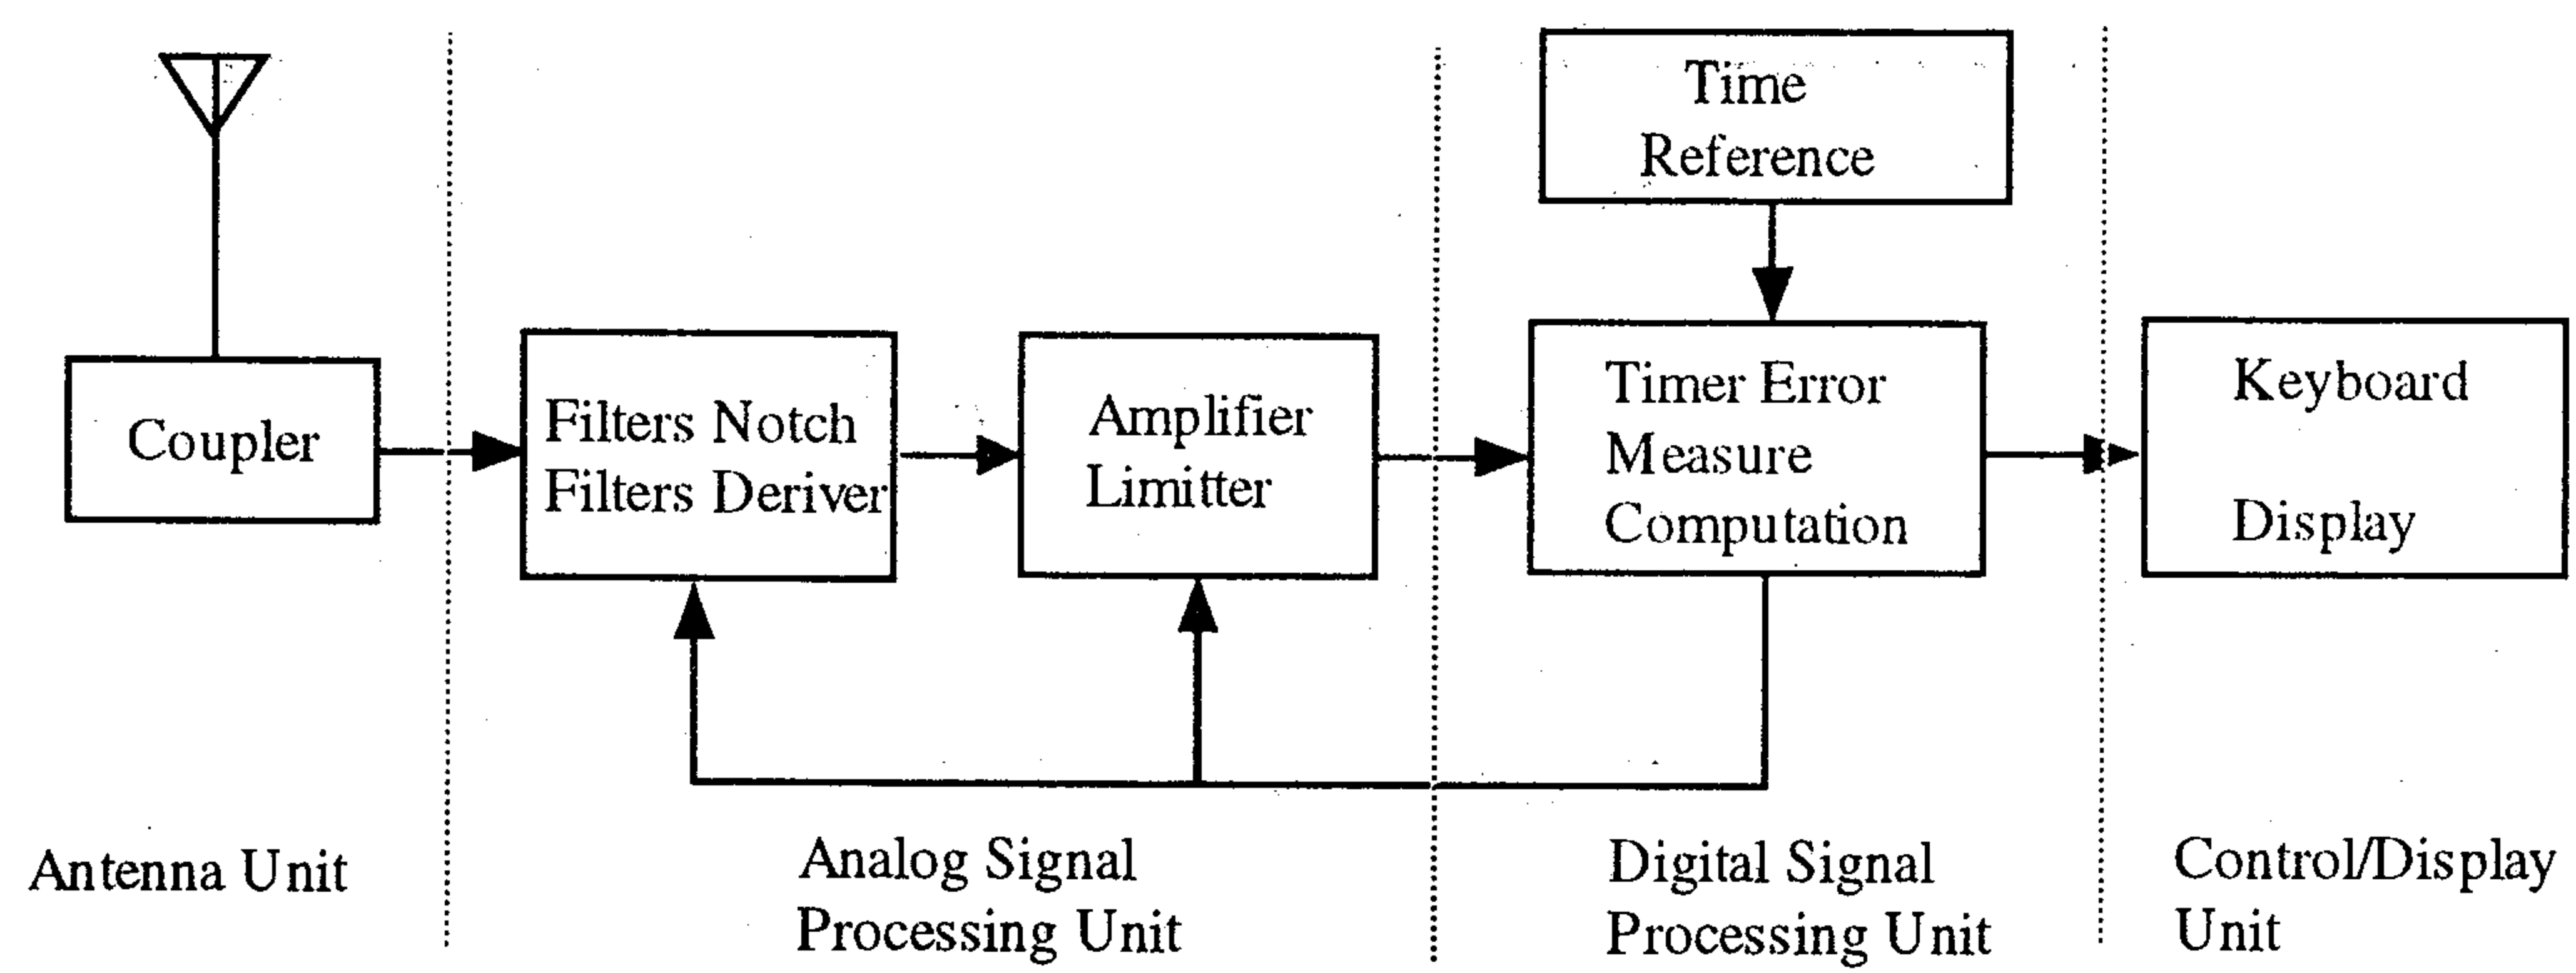 Time
Reference
Coupler
Filters Notch
Filters Deriver
Amplifier
Limitter
Timer Error
Measure
Computation
Keyboard
Display
Antenna Unit
Analog Signal
Processing Unit
Digital Signal
Processing Unit
Control/Display
Unit